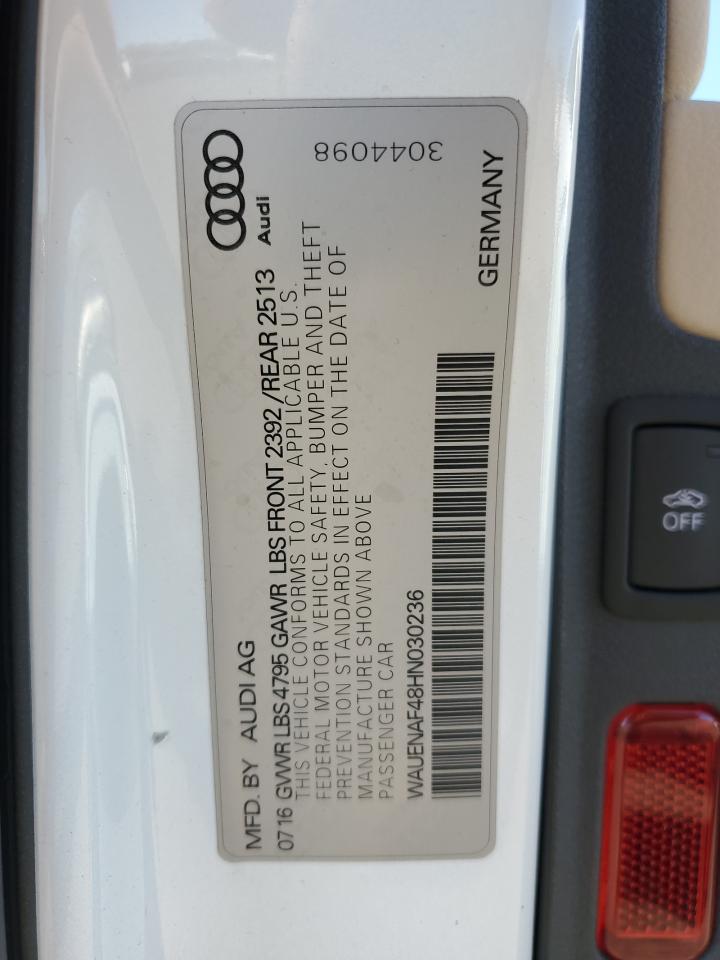 MFD. BY AUDI AG
Audi
0716 GVWR LBS 4795 GAWR LBS FRONT 2392 /REAR 2513
THIS VEHICLE CONFORMS TO ALL APPLICABLE U.S.
FEDERAL MOTOR VEHICLE SAFETY, BUMPER AND THEFT
PREVENTION STANDARDS IN EFFECT ON THE DATE OF
MANUFACTURE SHOWN ABOVE
PASSENGER CAR
WAUENAF48HN030236
GERMANY
3044098
OFF